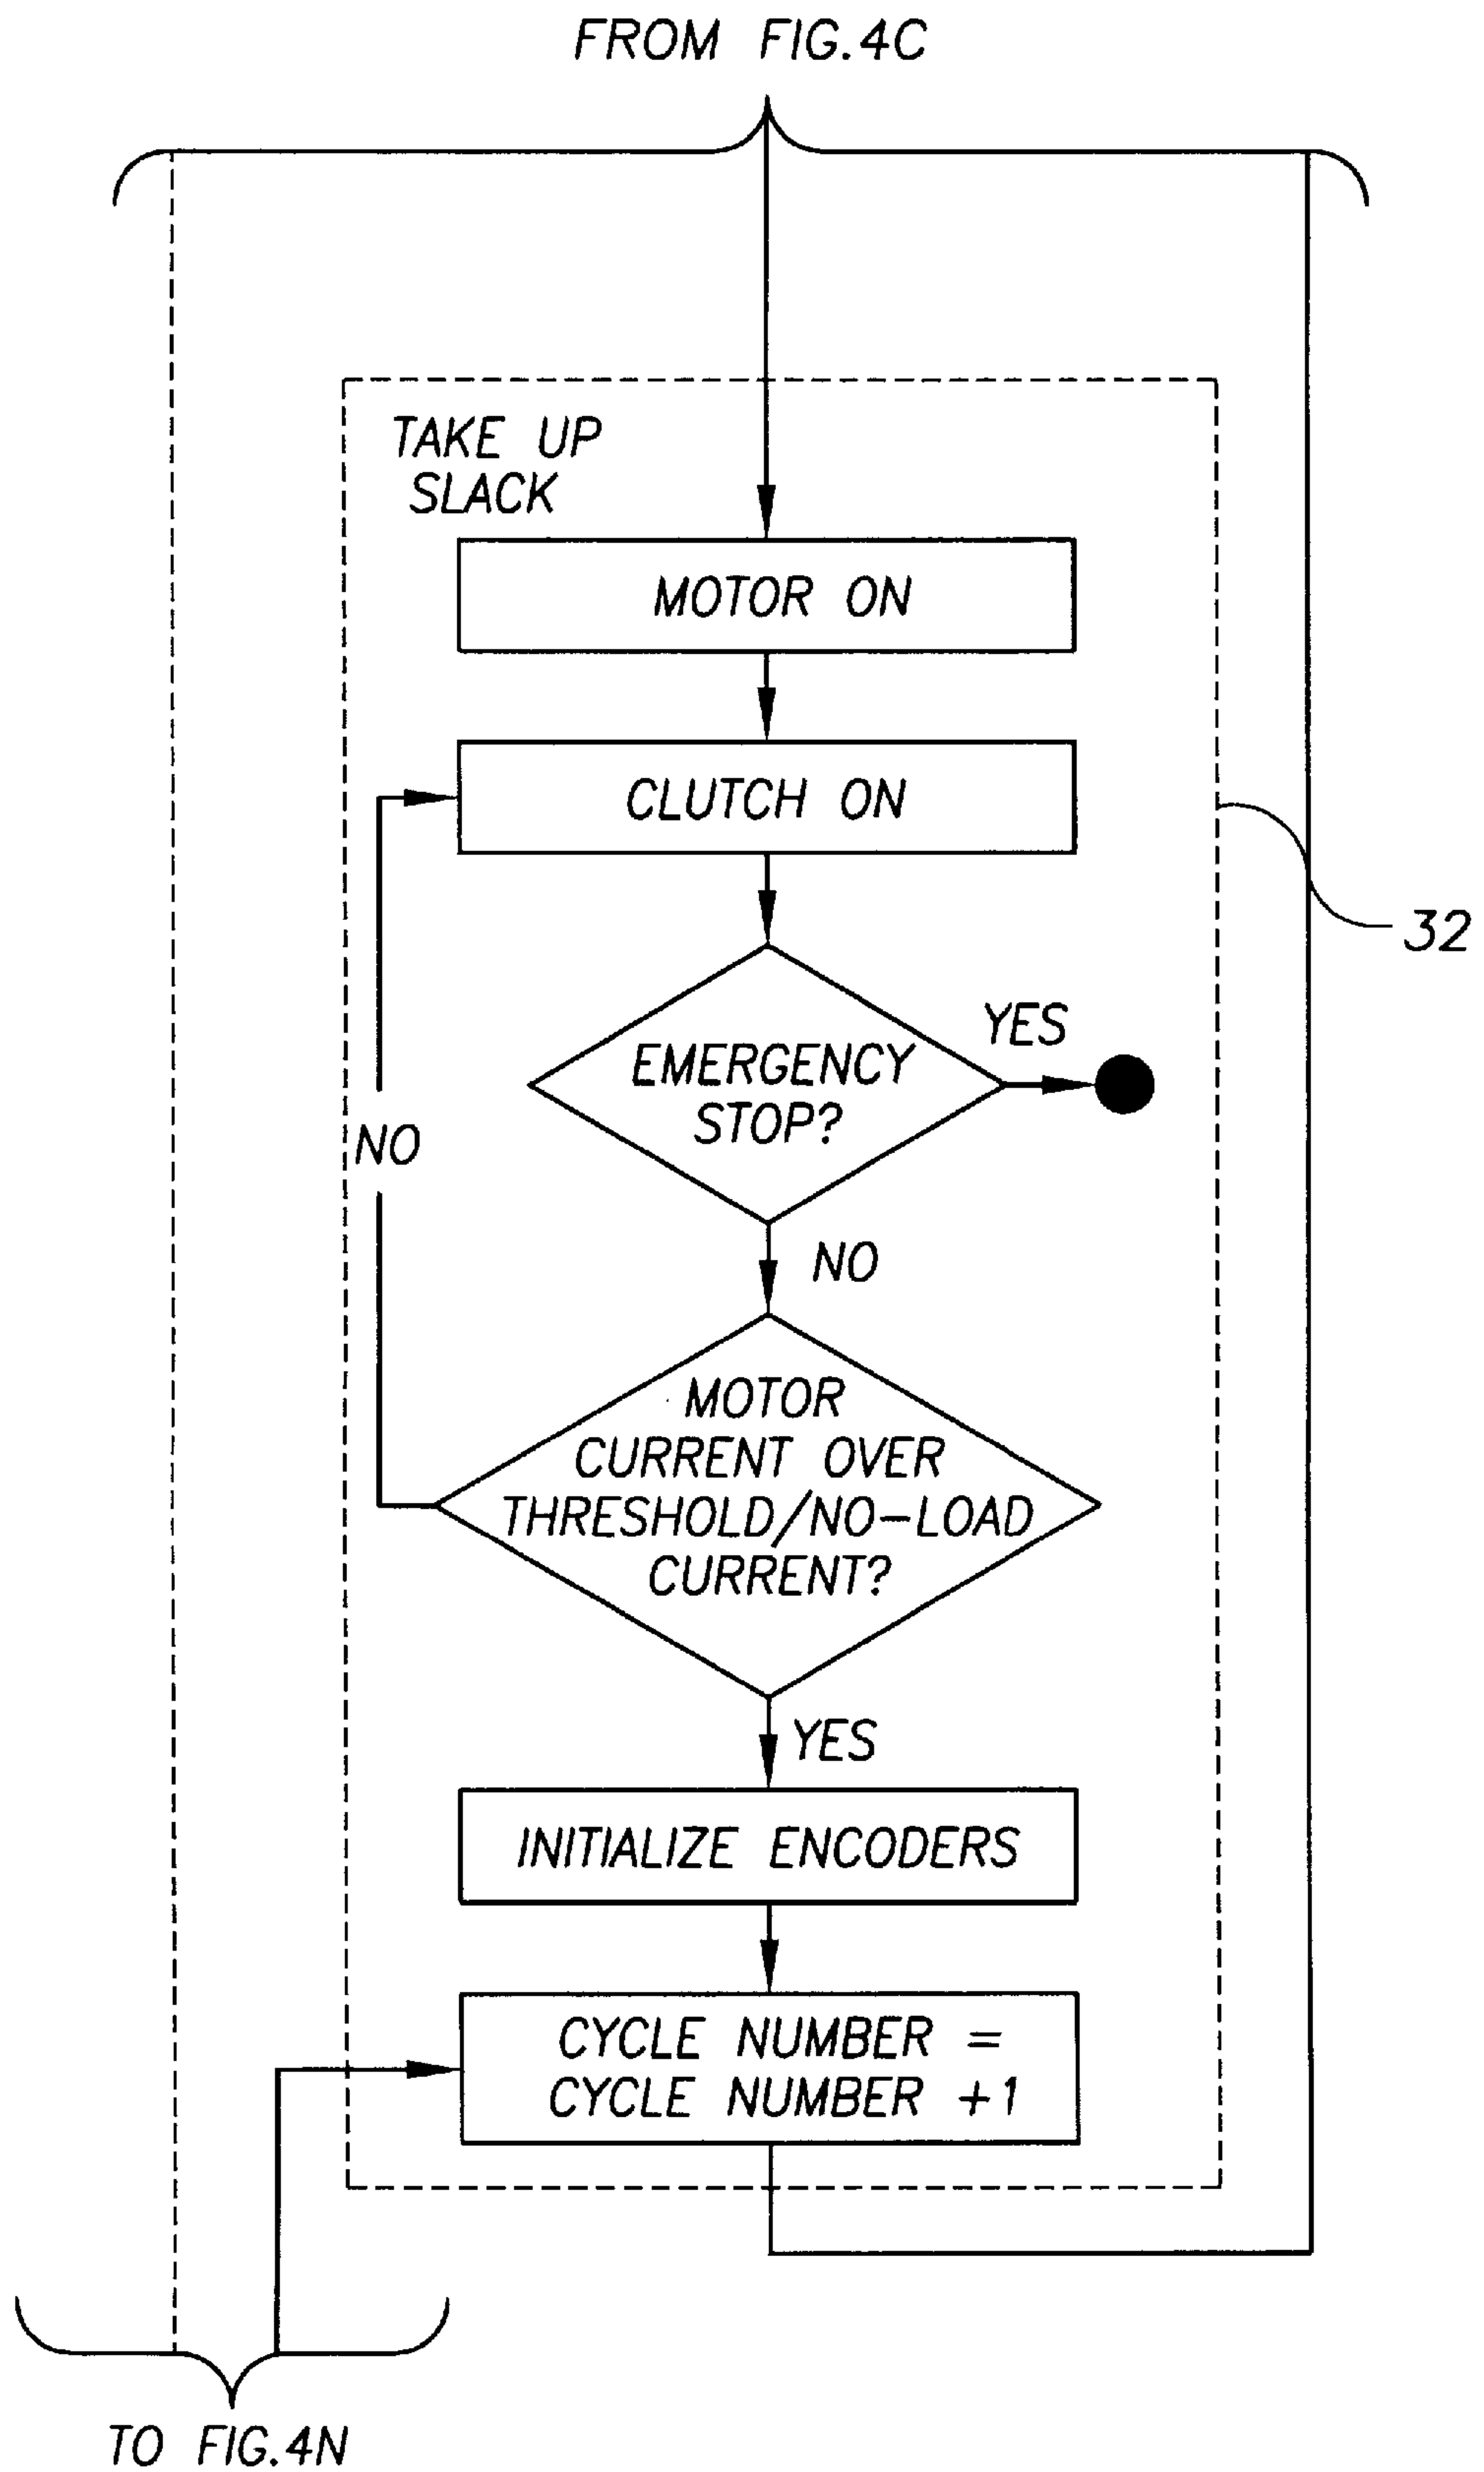 FROM FIG.4C
TAKE UP
SLACK
MOTOR ON
CLUTCH ON
32
YES
EMERGENCY
STOP?
NO
NO
MOTOR
CURRENT OVER
THRESHOLD/NO-LOAD
CURRENT?
YES
INITIALIZE ENCODERS
CYCLE NUMBER =
CYCLE NUMBER +1
TO FIG.4N